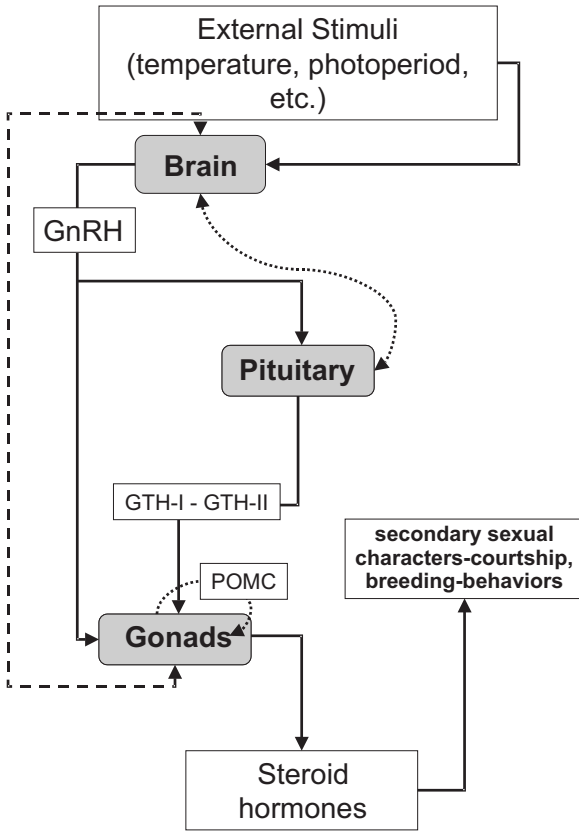 External Stimuli
(temperature, photoperiod,
etc.)
Brain
GnRH
Pituitary
GTH-I - GTH-II
secondary sexual
characters-courtship,
breeding-behaviors
POMC
Gonads
Steroid
hormones